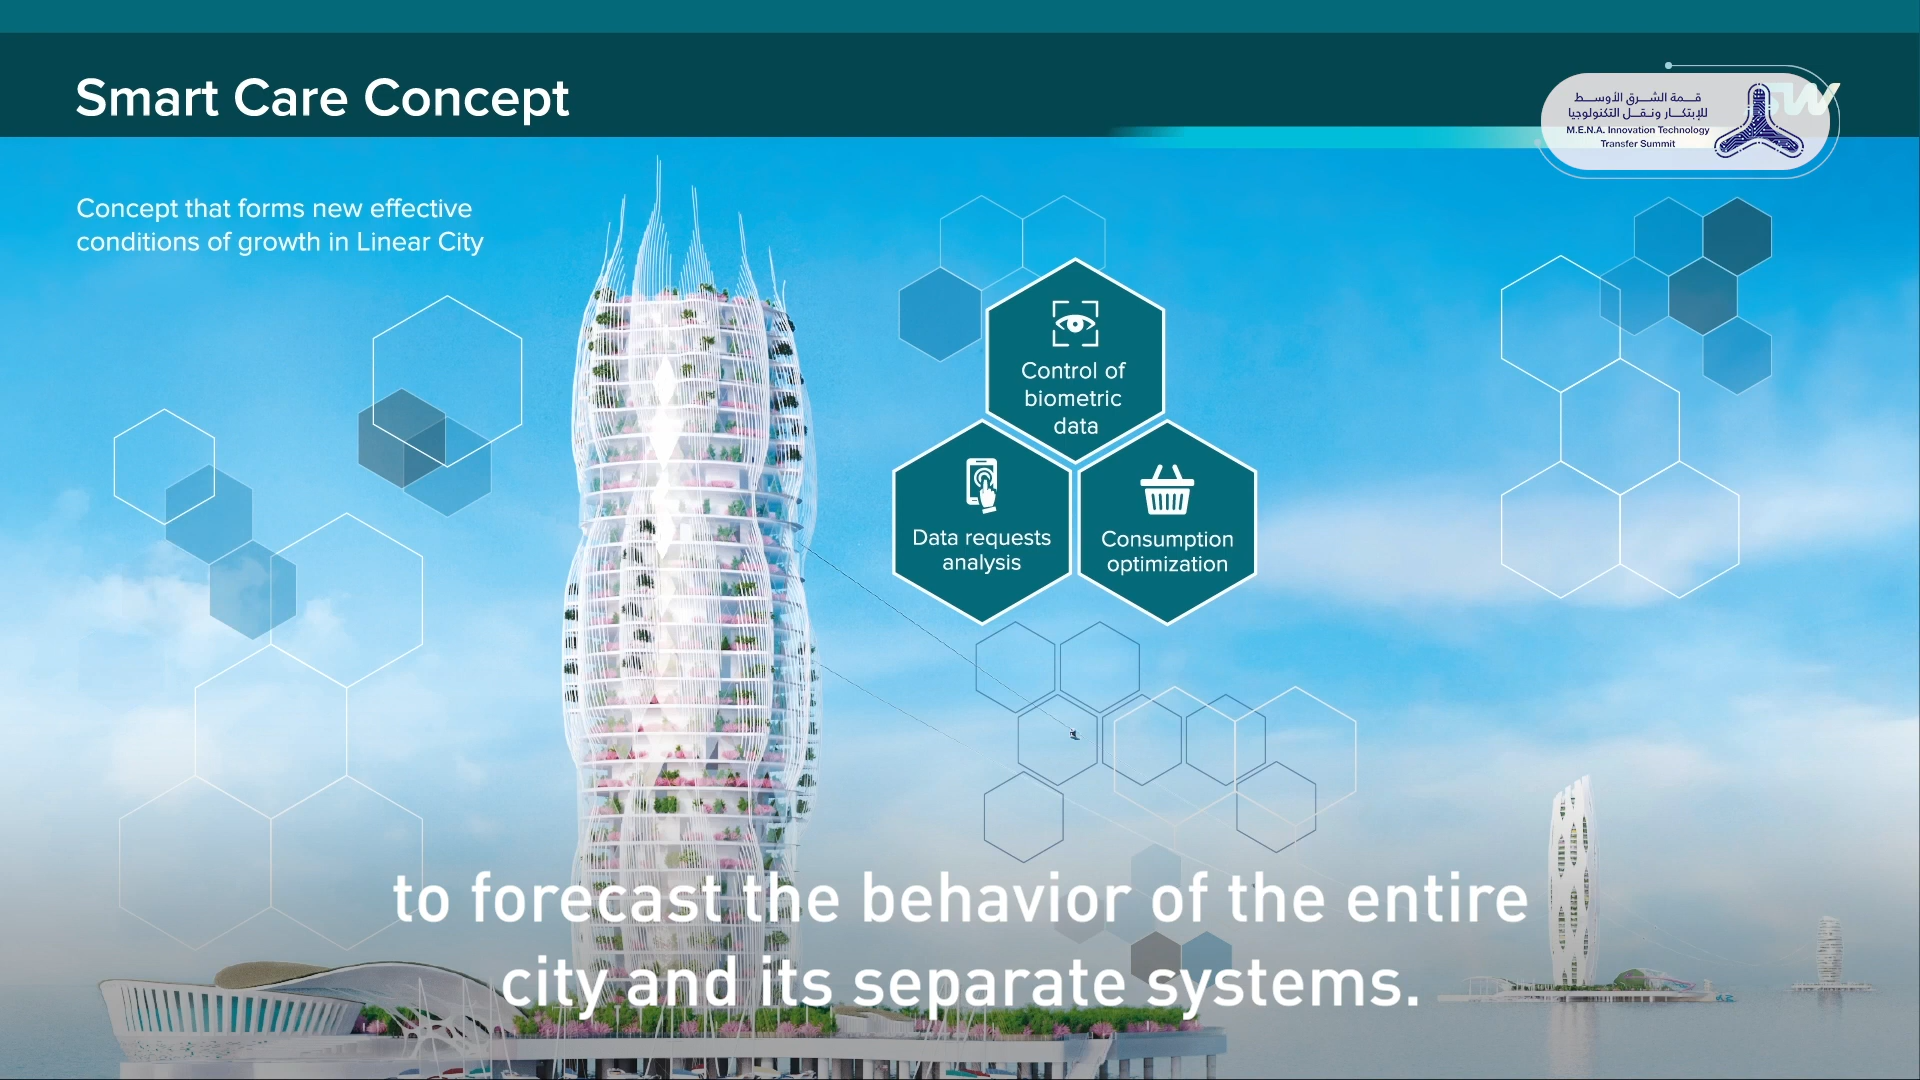 Smart Care Concept
قـمة الشـرق الأوسـط
للإبتكـار ونـقـل التكنولوجيا
M.E.N.A. Innovation Technology
Transfer Summit
Concept that forms new effective
conditions of growth in Linear City
Control of
biometric
data
Data requests
analysis
Consumption
optimization
to forecast the behavior of the entire
city and its separate systems.